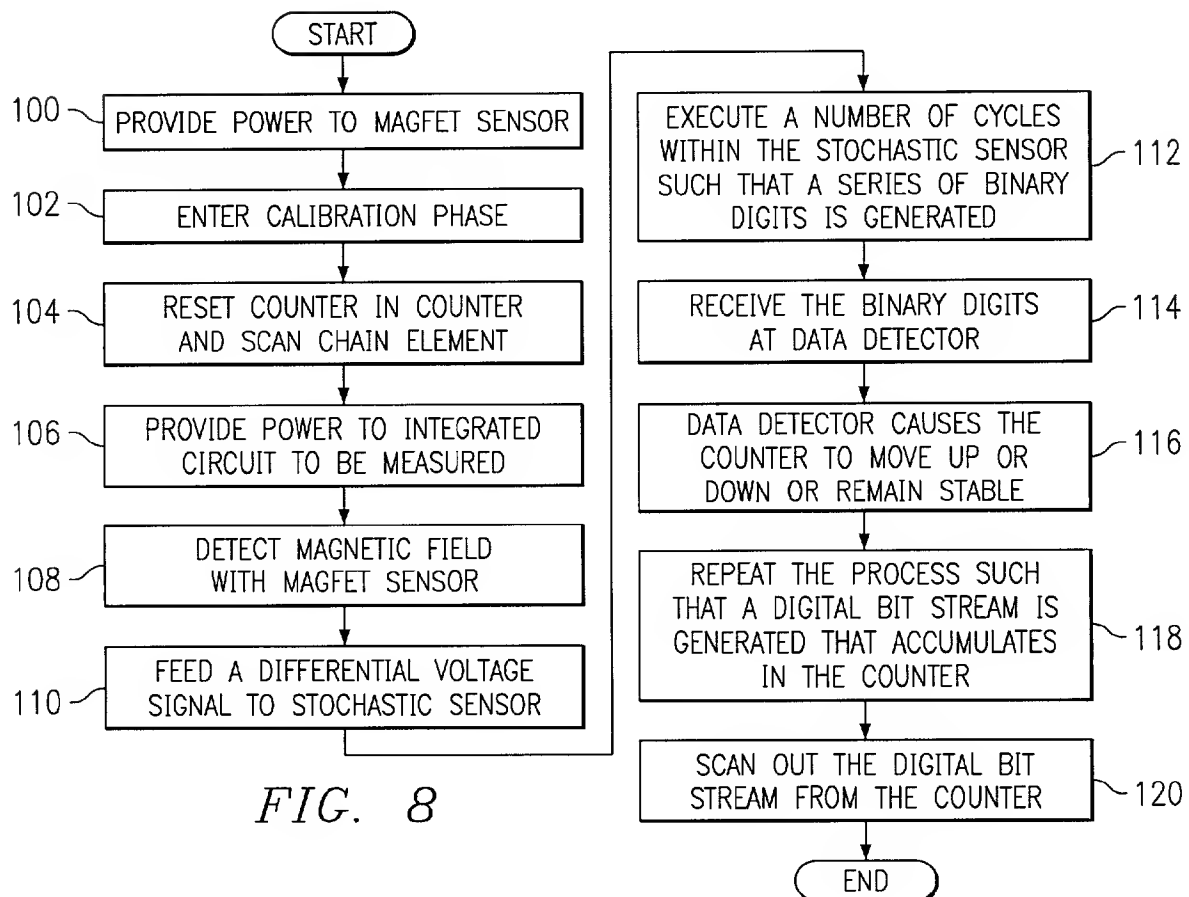 START
100
PROVIDE POWER TO MAGFET SENSOR
102
ENTER CALIBRATION PHASE
104
RESET COUNTER IN COUNTER
AND SCAN CHAIN ELEMENT
106
PROVIDE POWER TO INTEGRATED
CIRCUIT TO BE MEASURED
108
DETECT MAGNETIC FIELD
WITH MAGFET SENSOR
110
FEED A DIFFERENTIAL VOLTAGE
SIGNAL TO STOCHASTIC SENSOR
EXECUTE A NUMBER OF CYCLES
WITHIN THE STOCHASTIC SENSOR
SUCH THAT A SERIES OF BINARY
DIGITS IS GENERATED
112
RECEIVE THE BINARY DIGITS
AT DATA DETECTOR
114
DATA DETECTOR CAUSES THE
COUNTER TO MOVE UP OR
DOWN OR REMAIN STABLE
116
REPEAT THE PROCESS SUCH
THAT A DIGITAL BIT STREAM IS
GENERATED THAT ACCUMULATES
IN THE COUNTER
118
SCAN OUT THE DIGITAL BIT
STREAM FROM THE COUNTER
120
END
FIG. 8